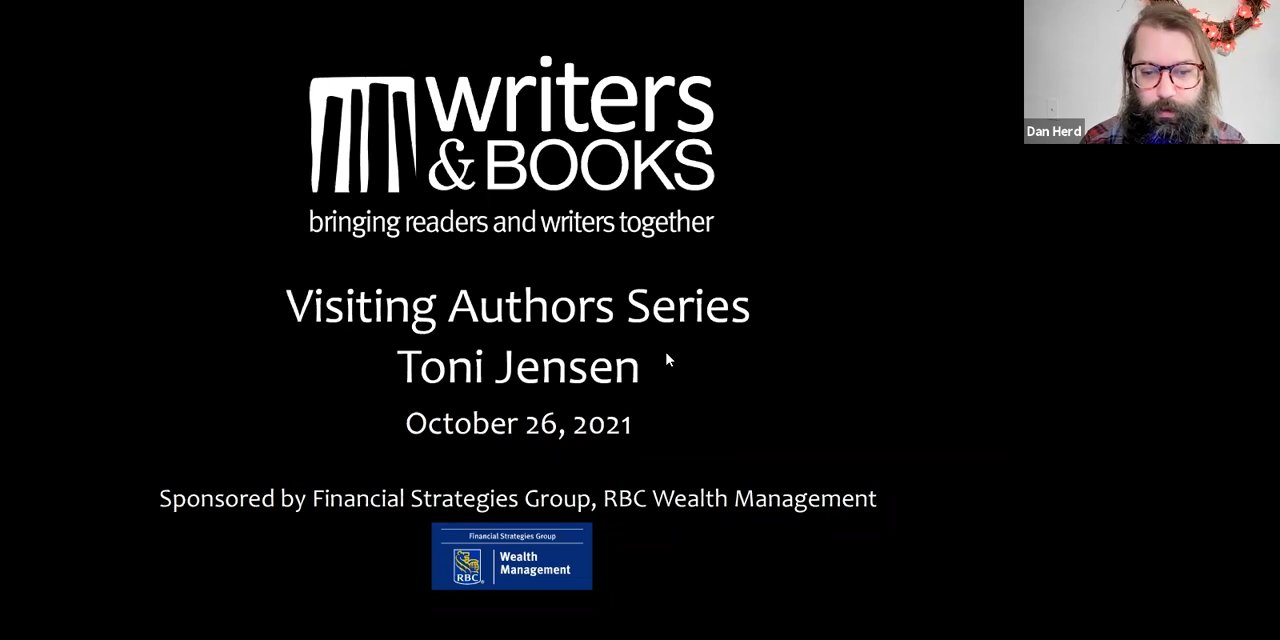 writers
& BOOKS
bringing readers and writers together
Dan Herd
Visiting Authors Series
Toni Jensen
October 26, 2021
Sponsored by Financial Strategies Group, RBC Wealth Management
Financial Strategies Group
RBC
Wealth
Management